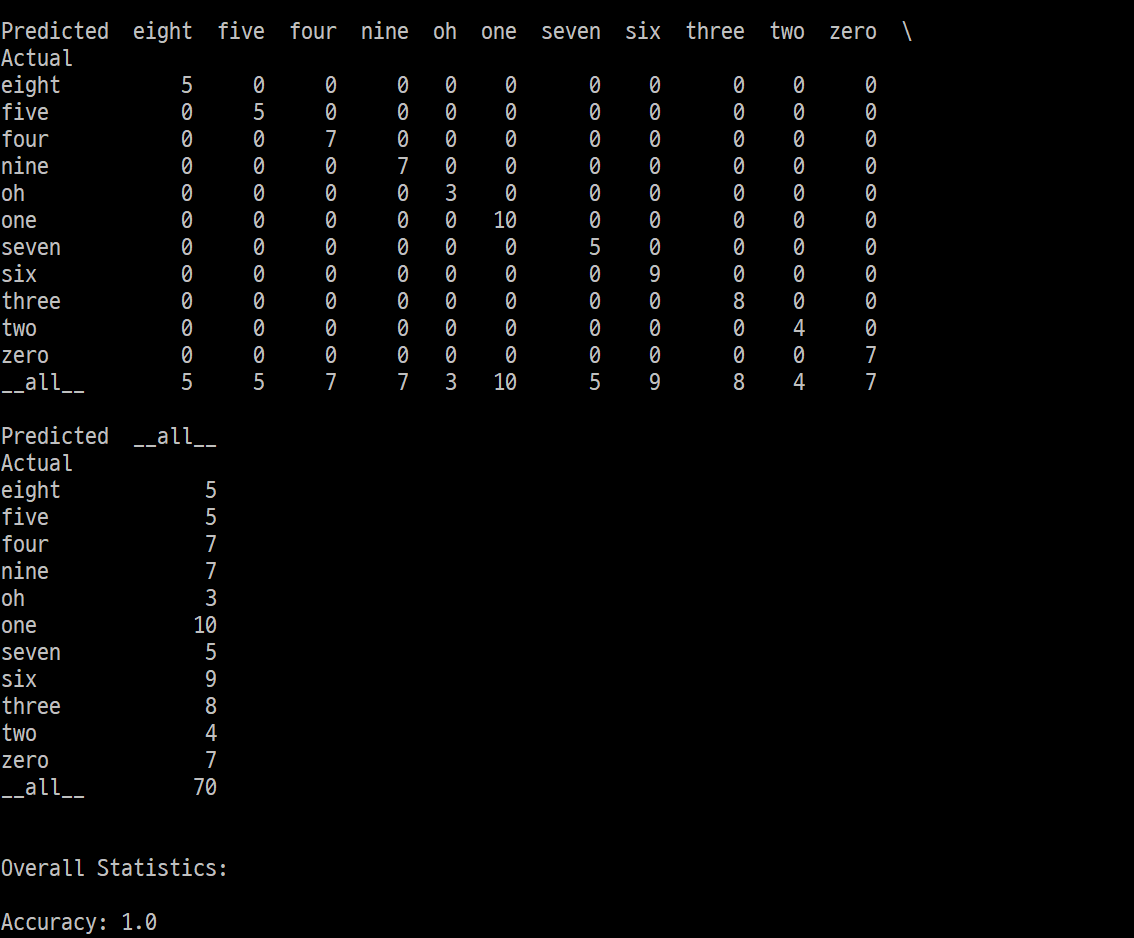 Predicted  eight  five  four  nine  oh  one  seven  six  three  two  zero  \
Actual
eight          5     0     0     0   0    0      0    0      0    0     0
five           0     5     0     0   0    0      0    0      0    0     0
four           0     0     7     0   0    0      0    0      0    0     0
nine           0     0     0     7   0    0      0    0      0    0     0
oh             0     0     0     0   3    0      0    0      0    0     0
one            0     0     0     0   0   10      0    0      0    0     0
seven          0     0     0     0   0    0      5    0      0    0     0
six            0     0     0     0   0    0      0    9      0    0     0
three          0     0     0     0   0    0      0    0      8    0     0
two            0     0     0     0   0    0      0    0      0    4     0
zero           0     0     0     0   0    0      0    0      0    0     7
__all__        5     5     7     7   3   10      5    9      8    4     7
Predicted  __all__
Actual
eight            5
five             5
four             7
nine             7
oh               3
one             10
seven            5
six              9
three            8
two              4
zero             7
__all__         70
Overall Statistics:
Accuracy: 1.0